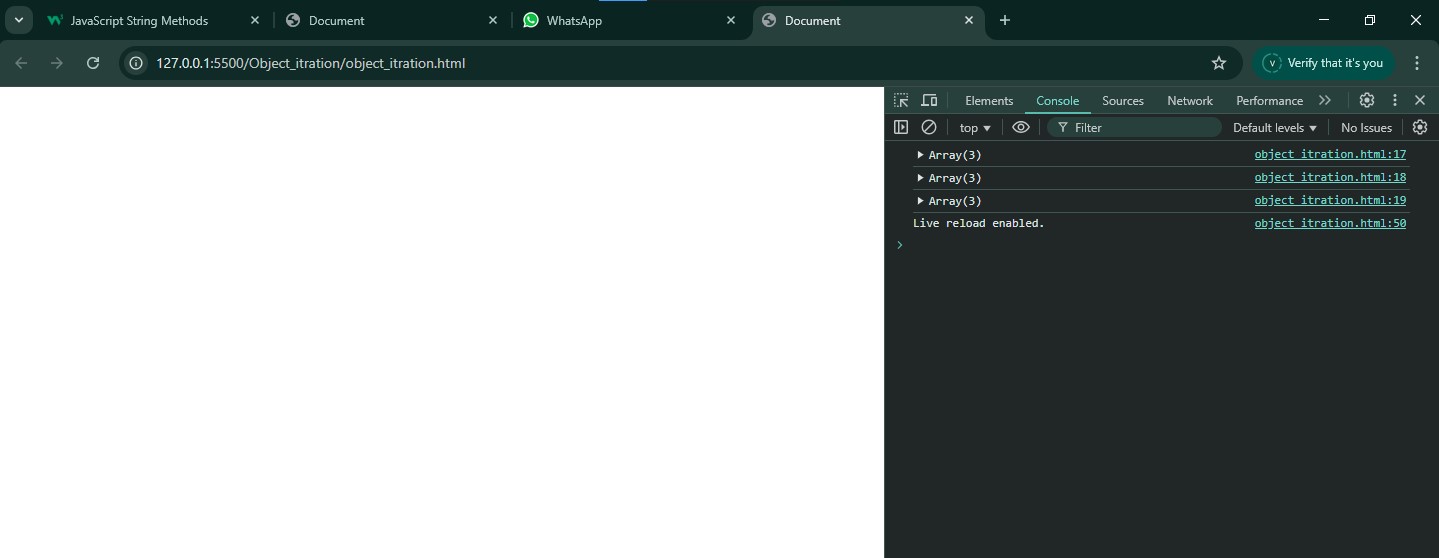 JavaScript String Methods
Document
WhatsApp
Document
127.0.0.1:5500/Object_itration/object_itration.html
V
Verify that it's you
Elements
Console
Sources
Network
Performance
top
Filter
Default levels
No Issues
Array(3) object_itration.html:17
Array(3) object_itration.html:18
Array(3) object_itration.html:19
Live reload enabled. object_itration.html:50